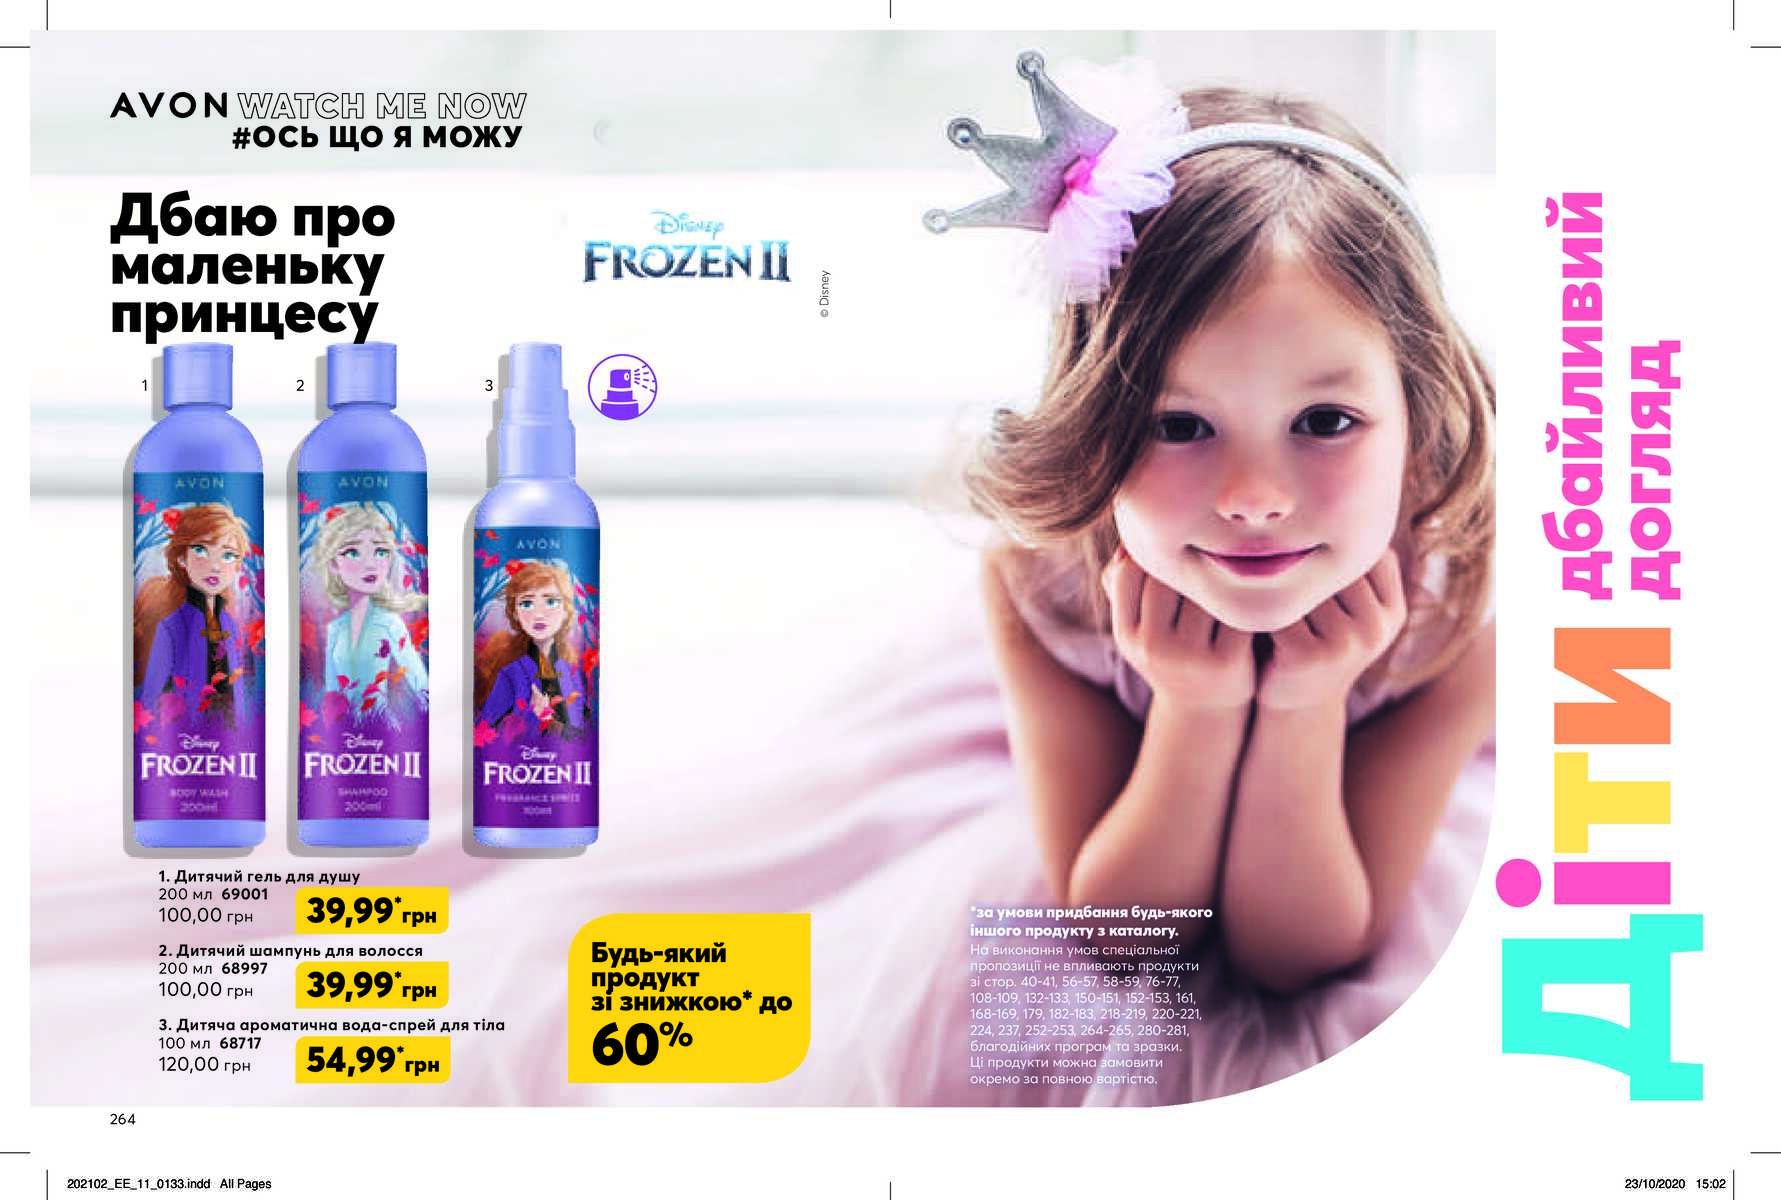 AVON WATCH ME NOW
#ОСЬ ЩО Я МОЖУ
Дбаю про
маленьку
принцесу
Disney
FROZEN II
© Disney
1
2
3
AVON
Disney
FROZEN II
BODY WASH
200ml
AVON
Disney
FROZEN II
SHAMPOO
200ml
AVON
Disney
FROZEN II
FRAGRANCE SPRITZ
100ml
1. Дитячий гель для душу
200 мл 69001
100,00 грн
39,99* грн
2. Дитячий шампунь для волосся
200 мл 68997
100,00 грн
39,99* грн
3. Дитяча ароматична вода-спрей для тіла
100 мл 68717
120,00 грн
54,99* грн
Будь-який
продукт
зі знижкою* до
60%
*за умови придбання будь-якого
іншого продукту з каталогу.
На виконання умов спеціальної
пропозиції не впливають продукти
зі стор. 40-41, 56-57, 58-59, 76-77,
108-109, 132-133, 150-151, 152-153, 161,
168-169, 179, 182-183, 218-219, 220-221,
224, 237, 252-253, 264-265, 280-281,
благодійних програм та зразки.
Ці продукти можна замовити
окремо за повною вартістю.
Діти
дбайливий
догляд
264
202102_EE_11_0133.indd All Pages
23/10/2020 15:02